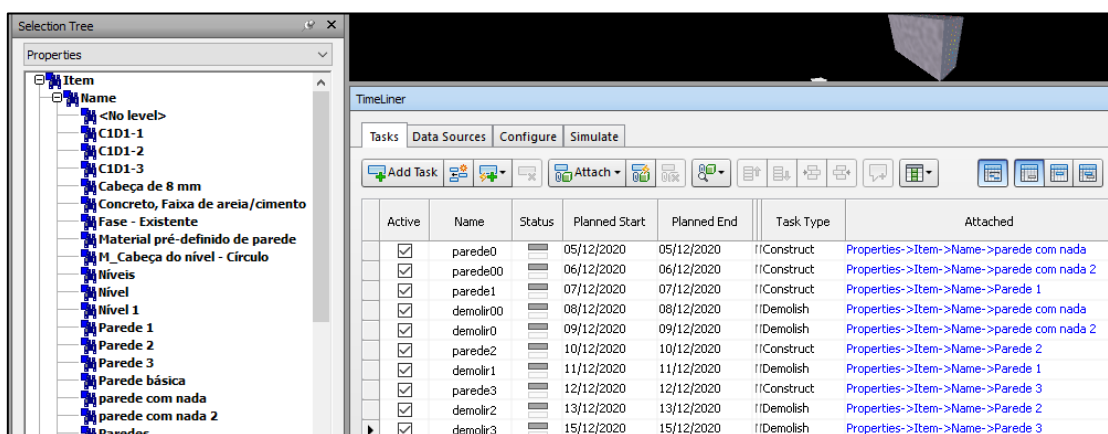 Selection Tree
Properties
Item
Name
<No level>
C1D1-1
C1D1-2
C1D1-3
Cabeça de 8 mm
Concreto, Faixa de areia/cimento
Fase - Existente
Material pré-definido de parede
M_Cabeça do nível - Círculo
Níveis
Nível
Nível 1
Parede 1
Parede 2
Parede 3
Parede básica
parede com nada
parede com nada 2
Paredes
TimeLiner
Tasks Data Sources Configure Simulate
Add Task Attach
Active Name Status Planned Start Planned End Task Type Attached
parede0 05/12/2020 05/12/2020 Construct Properties->Item->Name->parede com nada
parede00 06/12/2020 06/12/2020 Construct Properties->Item->Name->parede com nada 2
parede1 07/12/2020 07/12/2020 Construct Properties->Item->Name->Parede 1
demolir00 08/12/2020 08/12/2020 Demolish Properties->Item->Name->parede com nada
demolir0 09/12/2020 09/12/2020 Demolish Properties->Item->Name->parede com nada 2
parede2 10/12/2020 10/12/2020 Construct Properties->Item->Name->Parede 2
demolir1 11/12/2020 11/12/2020 Demolish Properties->Item->Name->Parede 1
parede3 12/12/2020 12/12/2020 Construct Properties->Item->Name->Parede 3
demolir2 13/12/2020 13/12/2020 Demolish Properties->Item->Name->Parede 2
demolir3 15/12/2020 15/12/2020 Demolish Properties->Item->Name->Parede 3